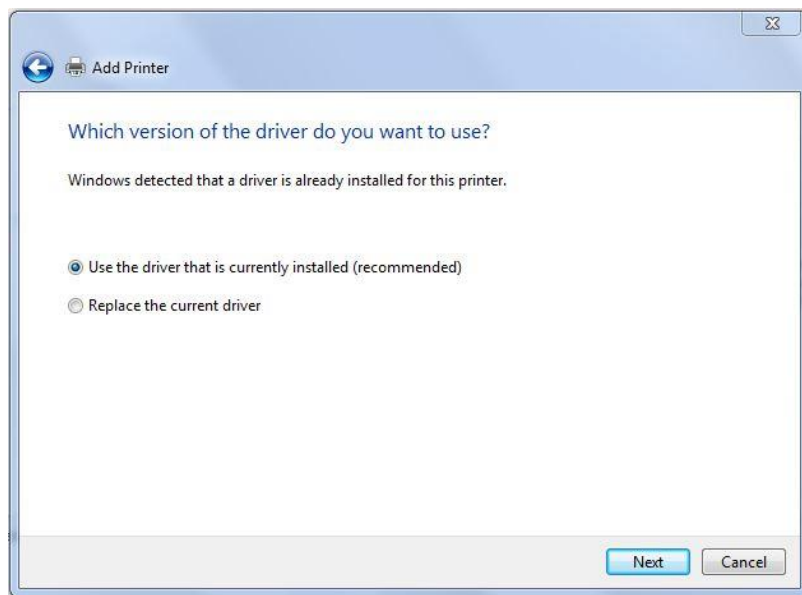 Add Printer
Which version of the driver do you want to use?
Windows detected that a driver is already installed for this printer.
Use the driver that is currently installed (recommended)
Replace the current driver
Next Cancel